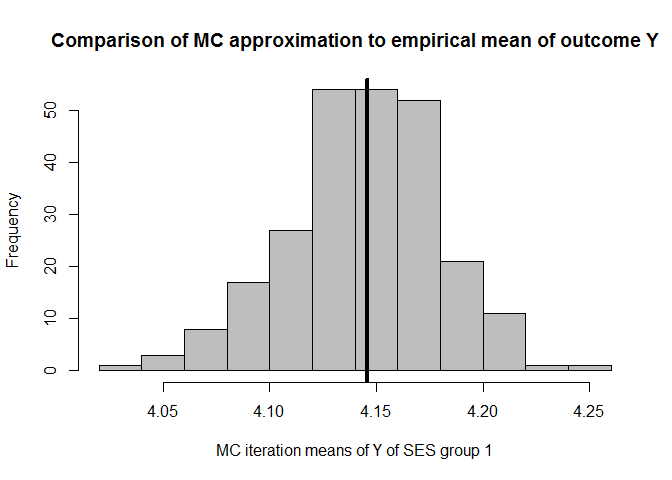 Comparison of MC approximation to empirical mean of outcome Y
Frequency
50
40
30
20
10
0
4.05 4.10 4.15 4.20 4.25
MC iteration means of Y of SES group 1